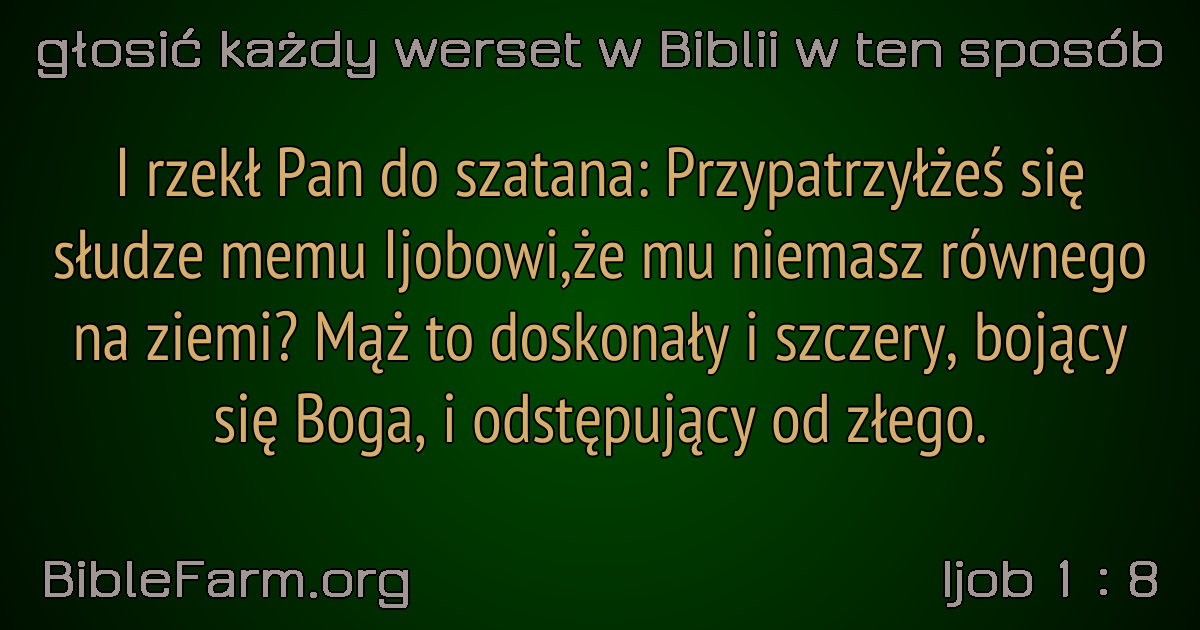 głosić każdy werset w Biblii w ten sposób
I rzekł Pan do szatana: Przypatrzyłżeś się
słudze memu Ijobowi,że mu niemasz równego
na ziemi? Mąż to doskonały i szczery, bojący
się Boga, i odstępujący od złego.
BibleFarm.org
Ijob 1 : 8